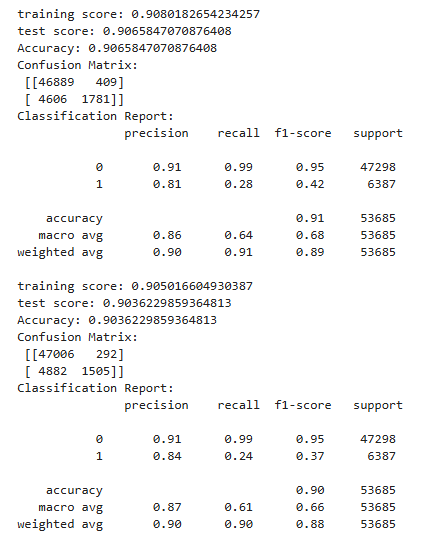 training score: 0.9080182654234257
test score: 0.9065847070876408
Accuracy: 0.9065847070876408
Confusion Matrix:
[[46889   409]
[ 4606  1781]]
Classification Report:
precision    recall  f1-score   support
0       0.91      0.99      0.95     47298
1       0.81      0.28      0.42      6387
accuracy                           0.91     53685
macro avg       0.86      0.64      0.68     53685
weighted avg       0.90      0.91      0.89     53685
training score: 0.905016604930387
test score: 0.9036229859364813
Accuracy: 0.9036229859364813
Confusion Matrix:
[[47006   292]
[ 4882  1505]]
Classification Report:
precision    recall  f1-score   support
0       0.91      0.99      0.95     47298
1       0.84      0.24      0.37      6387
accuracy                           0.90     53685
macro avg       0.87      0.61      0.66     53685
weighted avg       0.90      0.90      0.88     53685